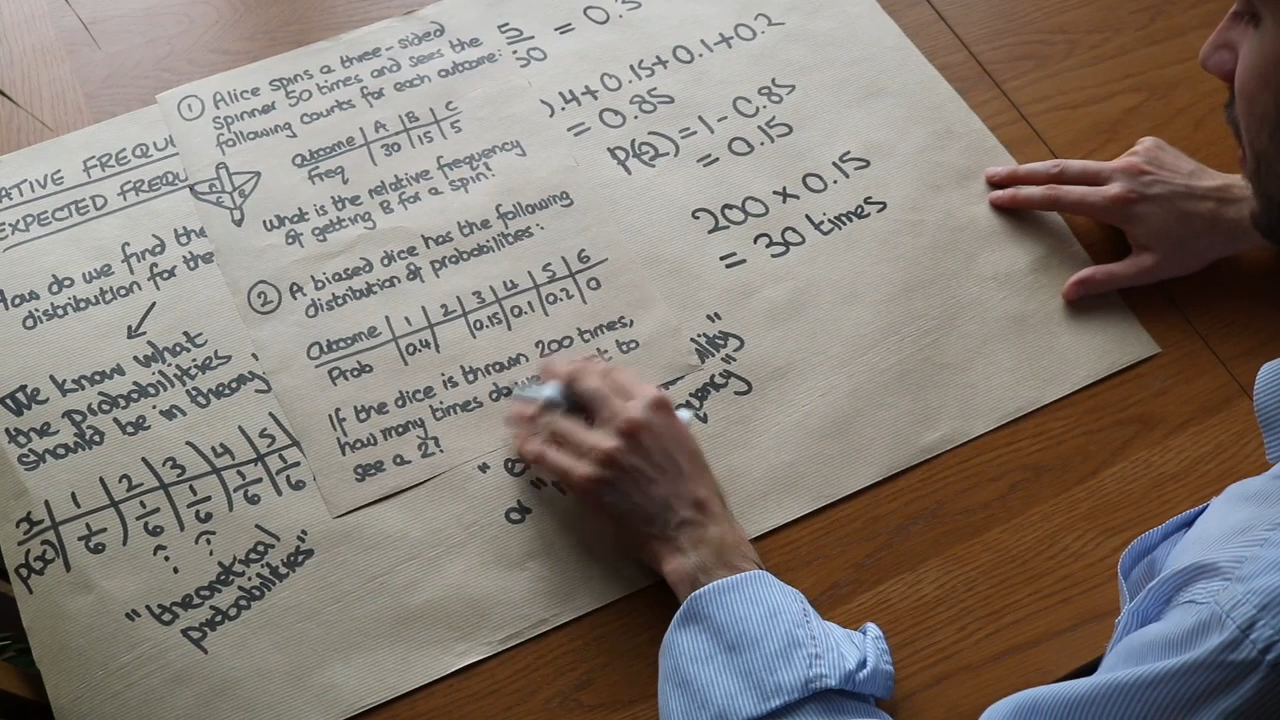 ATIVE FREQU
EXPECTED FREQU
How do we find the
distribution for the
We know what
the probabilities
should be in theory
x | 1 | 2 | 3 | 4 | 5
P(x) | 1/6 | 1/6 | 1/6 | 1/6 | 1/6
"theoretical
probabilities"
① Alice spins a three-sided
spinner 50 times and sees the
following counts for each outcome:
Outcome | A | B | C
Freq | 30 | 15 | 5
What is the relative frequency
of getting B for a spin?
② A biased dice has the following
distribution of probabilities:
Outcome | 1 | 2 | 3 | 4 | 5 | 6
Prob | 0.4 | | 0.15 | 0.1 | 0.2 | 0
If the dice is thrown 200 times,
how many times do to
see a 2?
5/50 = 0.3
.4+0.15+0.1+0.2
= 0.85
P(2) = 1 - 0.85
= 0.15
200 × 0.15
= 30 times
ility"
or " quency"